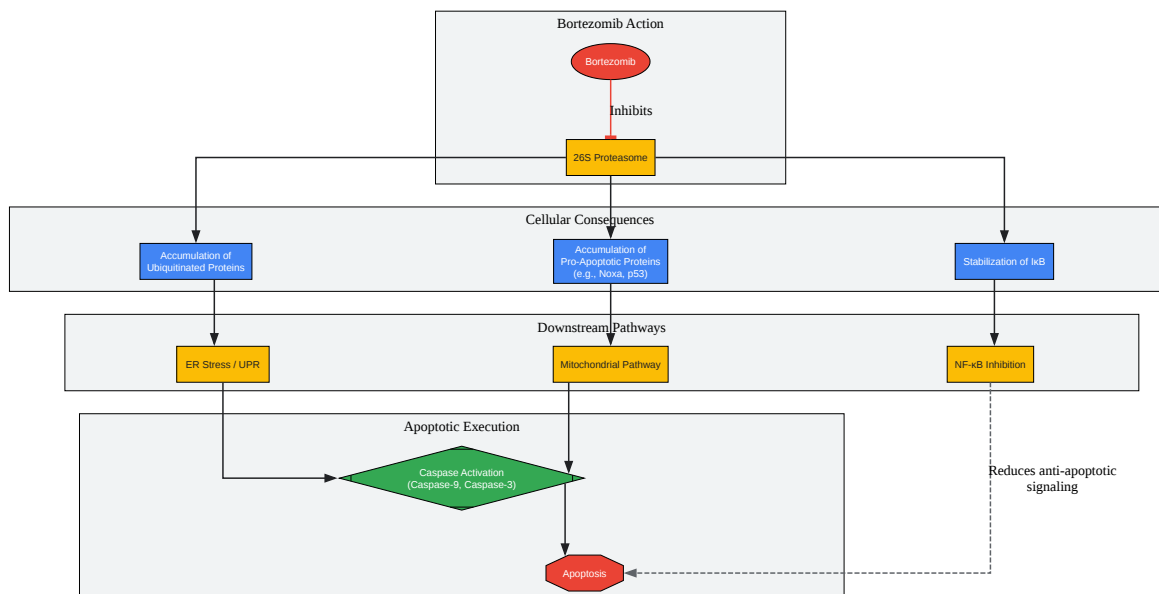 Bortezomib Action
Bortezomib
Inhibits
26S Proteasome
Cellular Consequences
Accumulation of
Ubiquitinated Proteins
Accumulation of
Pro-Apoptotic Proteins
(e.g., Noxa, p53)
Stabilization of IκB
Downstream Pathways
ER Stress / UPR
Mitochondrial Pathway
NF-κB Inhibition
Apoptotic Execution
Caspase Activation
(Caspase-9, Caspase-3)
Reduces anti-apoptotic
signaling
Apoptosis